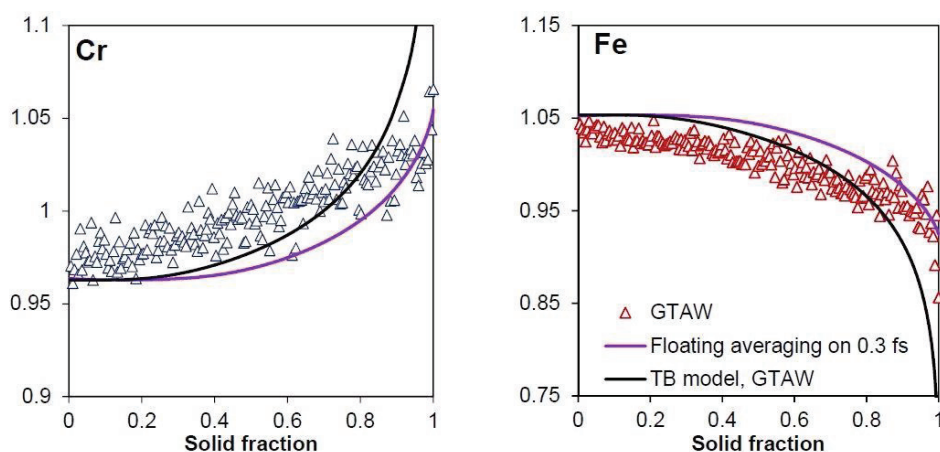 Cr
1.1
1.05
1
0.95
0.9
0 0.2 0.4 0.6 0.8 1
Solid fraction
Fe
1.15
1.05
0.95
0.85
0.75
GTAW
Floating averaging on 0.3 fs
TB model, GTAW
0 0.2 0.4 0.6 0.8 1
Solid fraction